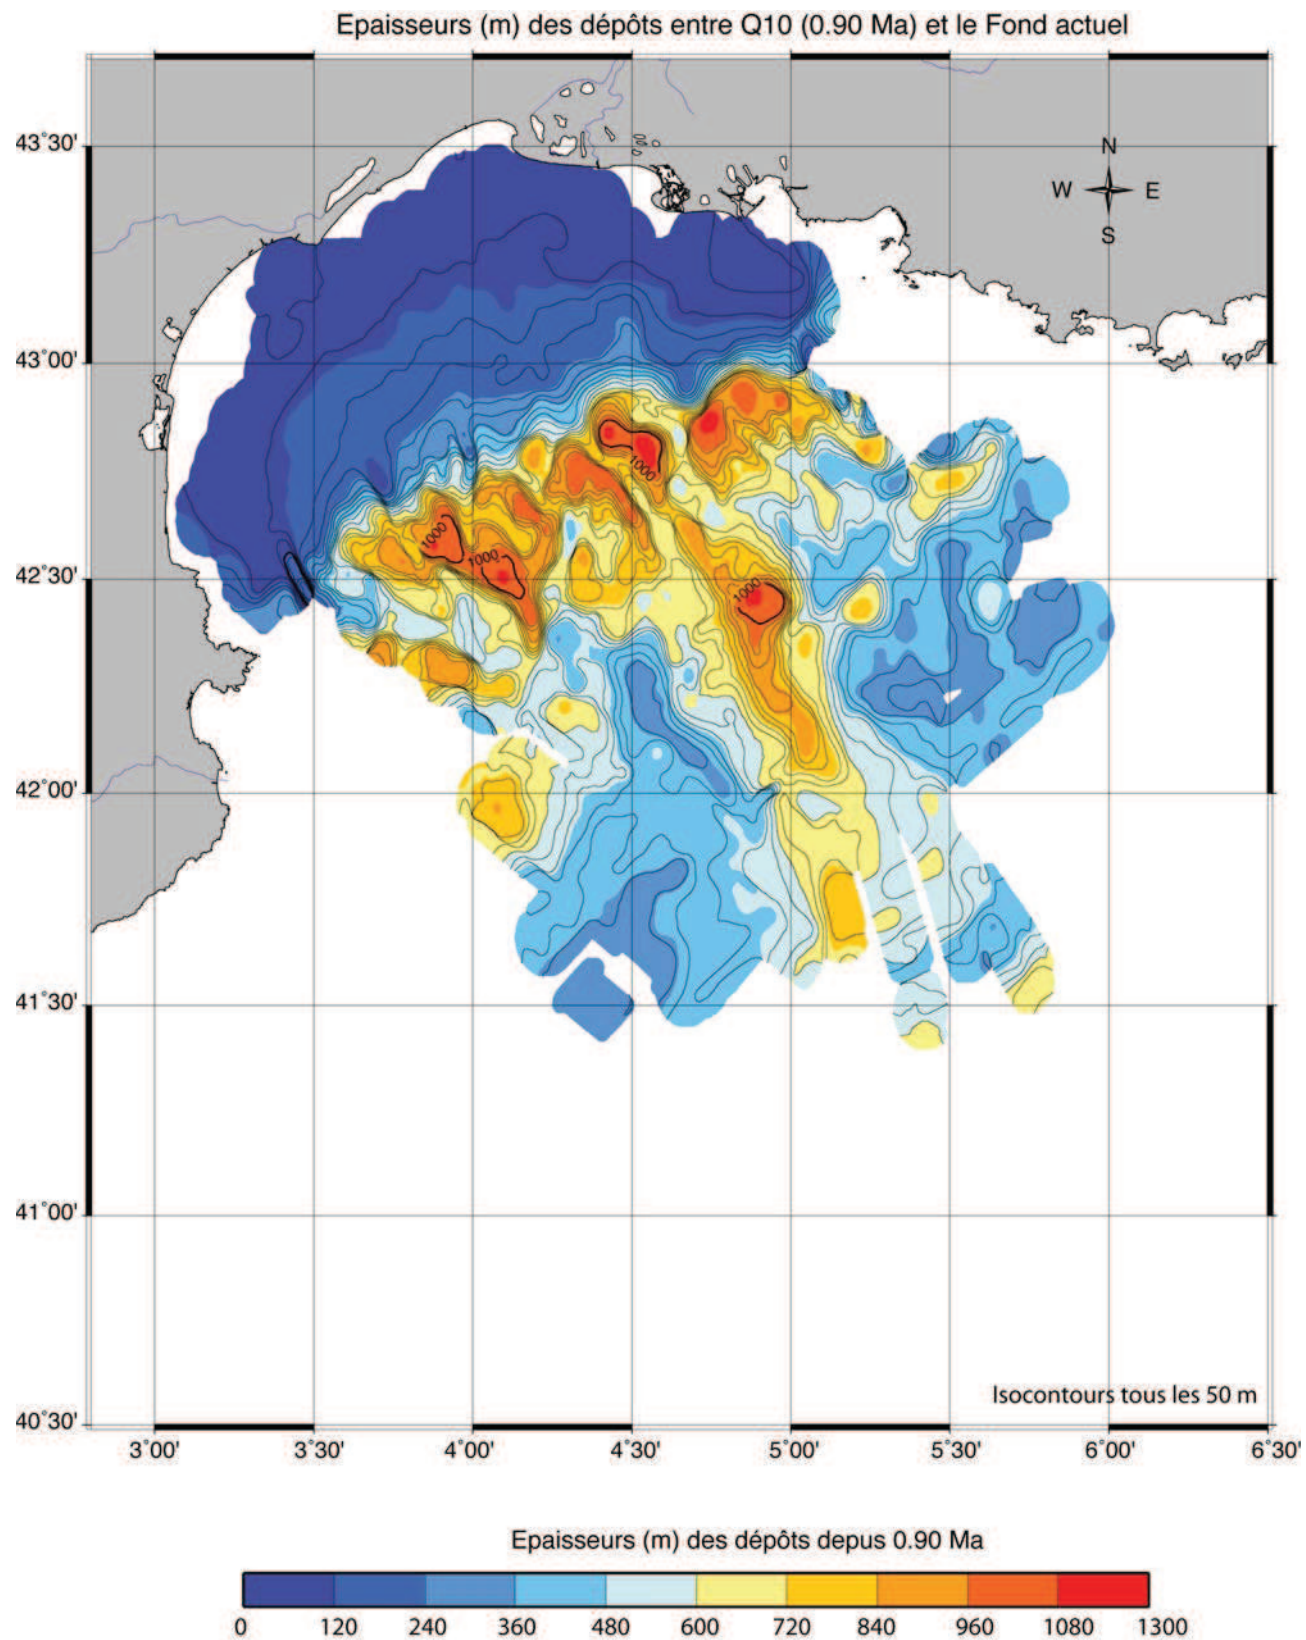 Epaisseurs (m) des dépôts entre Q10 (0.90 Ma) et le Fond actuel
43˚30'
N
W E
S
43˚00'
1000
1000
1000
42˚30'
1000
42˚00'
41˚30'
41˚00'
Isocontours tous les 50 m
40˚30'
3˚00' 3˚30' 4˚00' 4˚30' 5˚00' 5˚30' 6˚00' 6˚30'
Epaisseurs (m) des dépôts depus 0.90 Ma
0 120 240 360 480 600 720 840 960 1080 1300